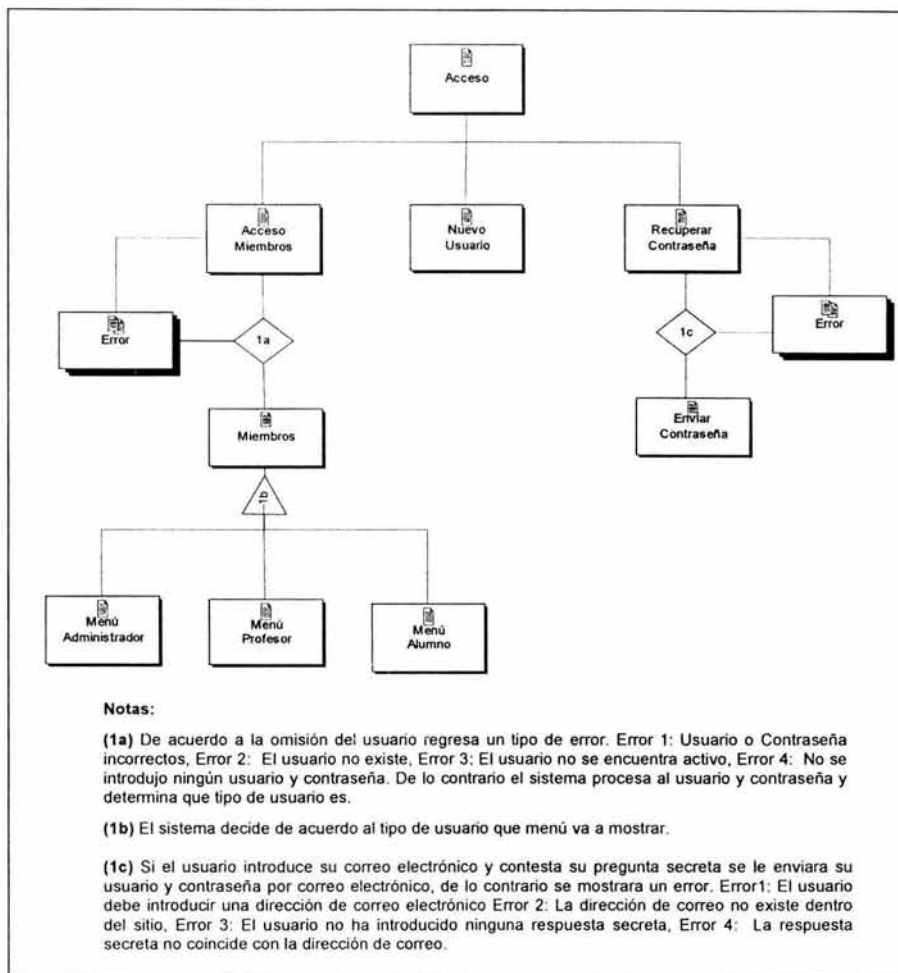 Acceso
Acceso
Miembros
Nuevo
Usuario
Recuperar
Contraseña
Error
1a
1c
Error
Miembros
Enviar
Contraseña
1b
Menú
Administrador
Menú
Profesor
Menú
Alumno
Notas:
(1a) De acuerdo a la omisión del usuario regresa un tipo de error. Error 1: Usuario o Contraseña
incorrectos, Error 2: El usuario no existe, Error 3: El usuario no se encuentra activo, Error 4: No se
introdujo ningún usuario y contraseña. De lo contrario el sistema procesa al usuario y contraseña y
determina que tipo de usuario es.
(1b) El sistema decide de acuerdo al tipo de usuario que menú va a mostrar.
(1c) Si el usuario introduce su correo electrónico y contesta su pregunta secreta se le enviara su
usuario y contraseña por correo electrónico, de lo contrario se mostrara un error. Error1: El usuario
debe introducir una dirección de correo electrónico Error 2: La dirección de correo no existe dentro
del sitio, Error 3: El usuario no ha introducido ninguna respuesta secreta, Error 4: La respuesta
secreta no coincide con la dirección de correo.